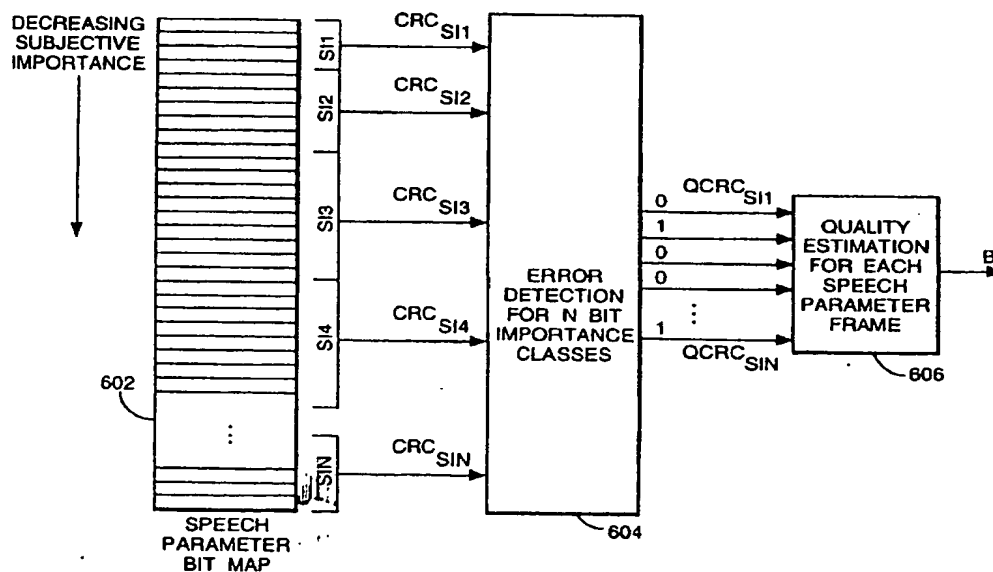 DECREASING
SUBJECTIVE
IMPORTANCE
SI1
SI2
SI3
SI4
SIN
CRC SI1
CRC SI2
CRC SI3
CRC SI4
CRC SIN
602
...
SPEECH
PARAMETER
BIT MAP
ERROR
DETECTION
FOR N BIT
IMPORTANCE
CLASSES
604
0 QCRC SI1
1
0
0
...
1 QCRC SIN
QUALITY
ESTIMATION
FOR EACH
SPEECH
PARAMETER
FRAME
606